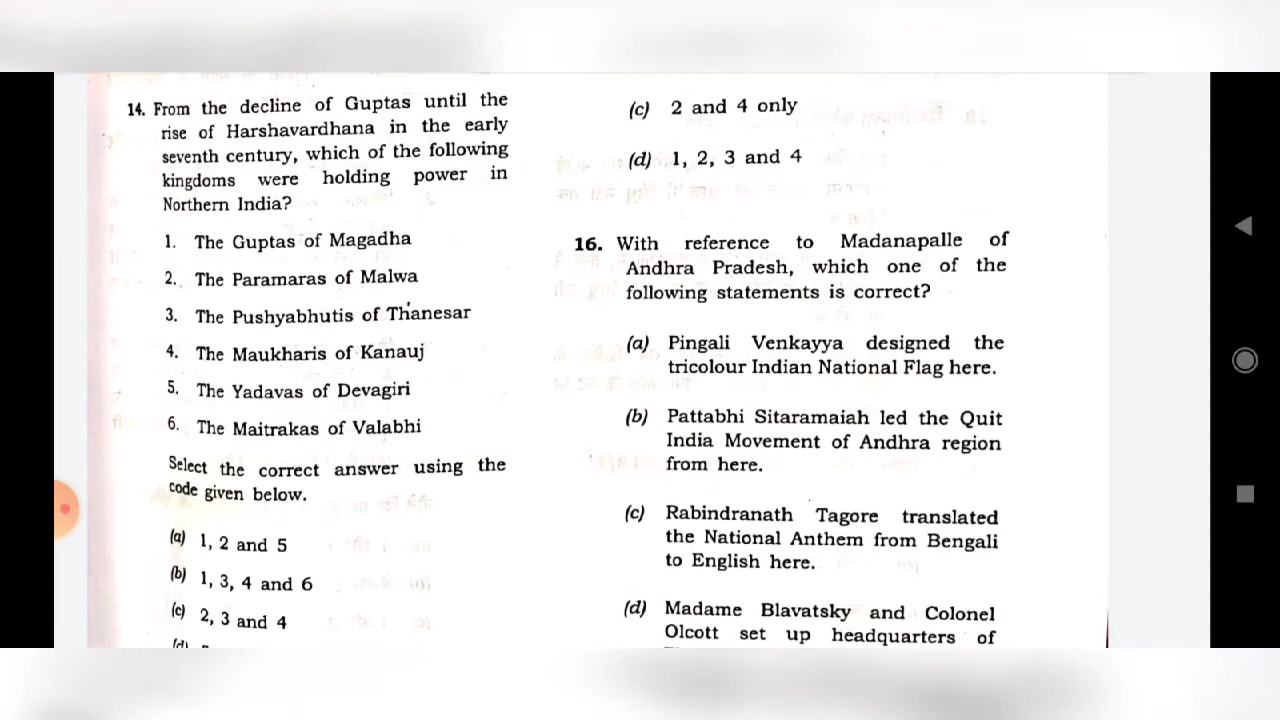 14. From the decline of Guptas until the
rise of Harshavardhana in the early
seventh century, which of the following
kingdoms were holding power in
Northern India?
1. The Guptas of Magadha
2. The Paramaras of Malwa
3. The Pushyabhutis of Thanesar
4. The Maukharis of Kanauj
5. The Yadavas of Devagiri
6. The Maitrakas of Valabhi
Select the correct answer using the
code given below.
(a) 1, 2 and 5
(b) 1, 3, 4 and 6
(c) 2, 3 and 4
(c) 2 and 4 only
(d) 1, 2, 3 and 4
16. With reference to Madanapalle of
Andhra Pradesh, which one of the
following statements is correct?
(a) Pingali Venkayya designed the
tricolour Indian National Flag here.
(b) Pattabhi Sitaramaiah led the Quit
India Movement of Andhra region
from here.
(c) Rabindranath Tagore translated
the National Anthem from Bengali
to English here.
(d) Madame Blavatsky and Colonel
Olcott set up headquarters of